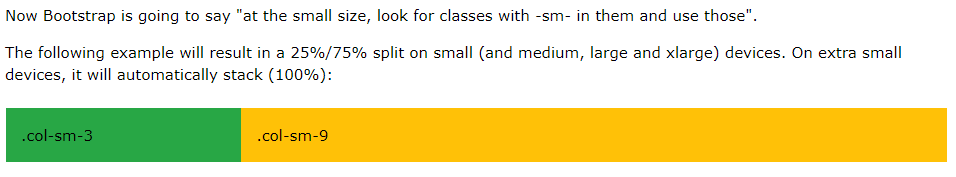 Now Bootstrap is going to say "at the small size, look for classes with -sm- in them and use those".
The following example will result in a 25%/75% split on small (and medium, large and xlarge) devices. On extra small
devices, it will automatically stack (100%):
.col-sm-3
.col-sm-9